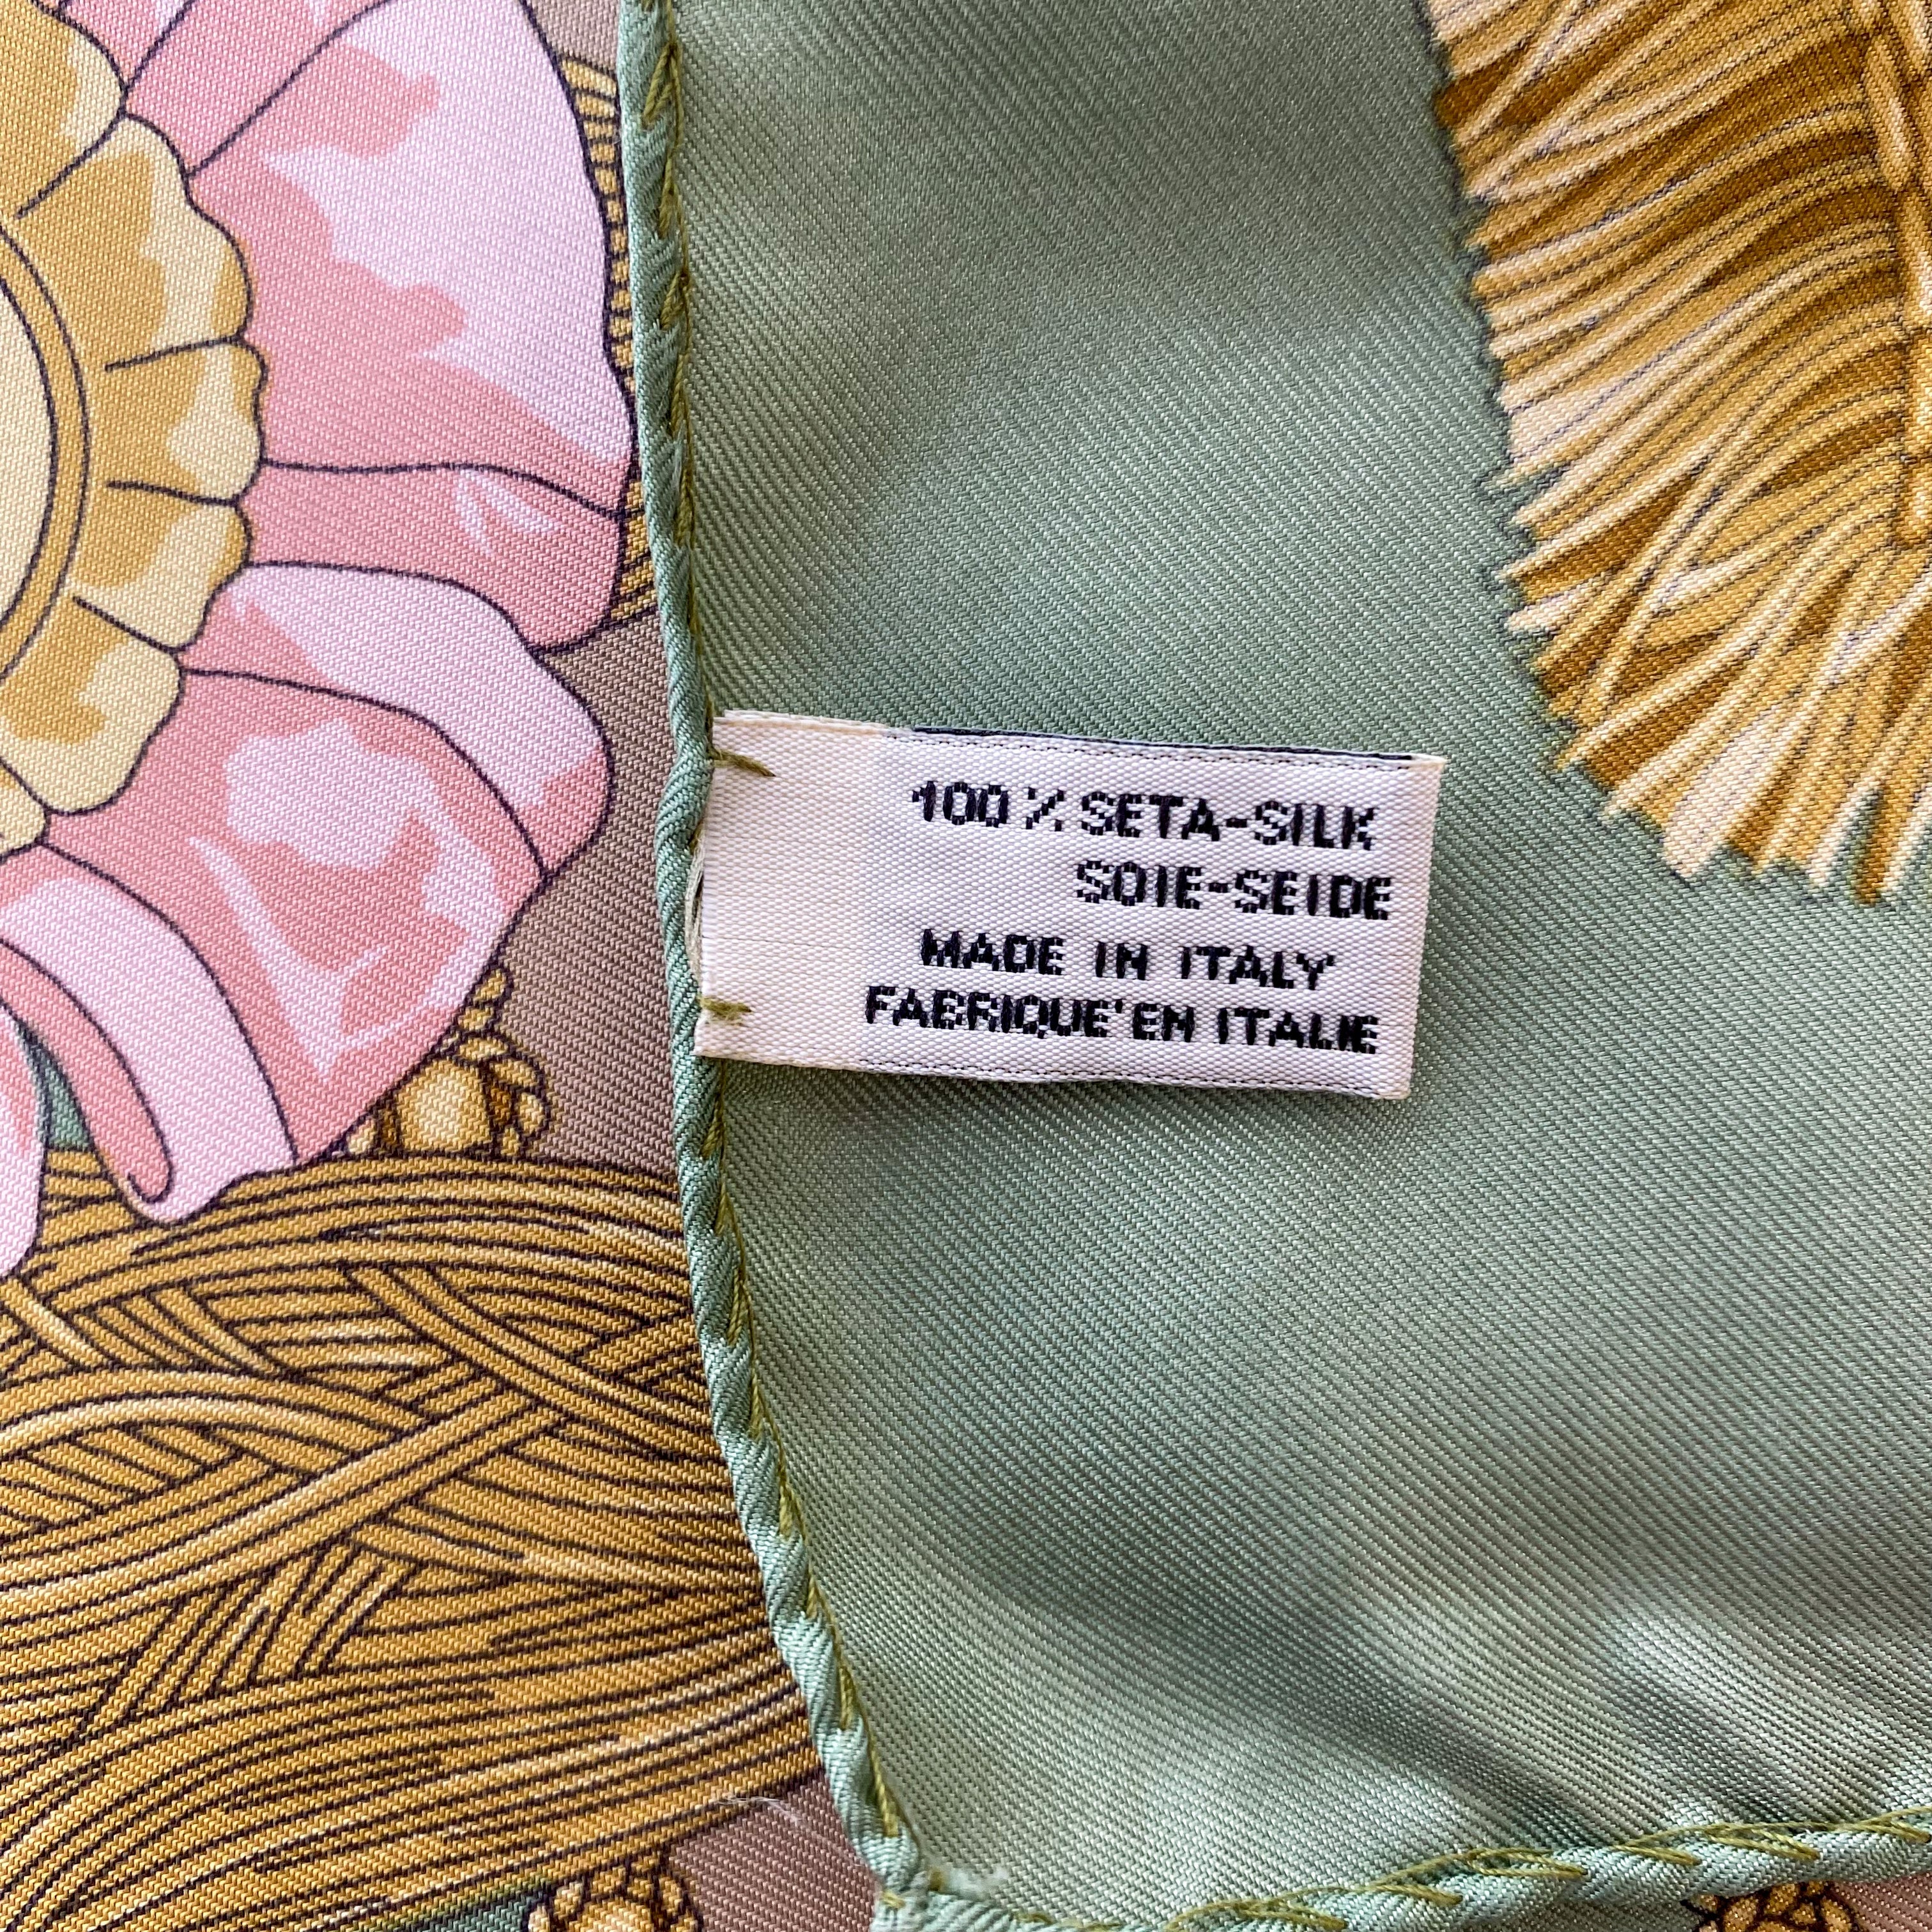 100 % SETA-SILK
SOIE-SEIDE
MADE IN ITALY
FABRIQUE'EN ITALIE